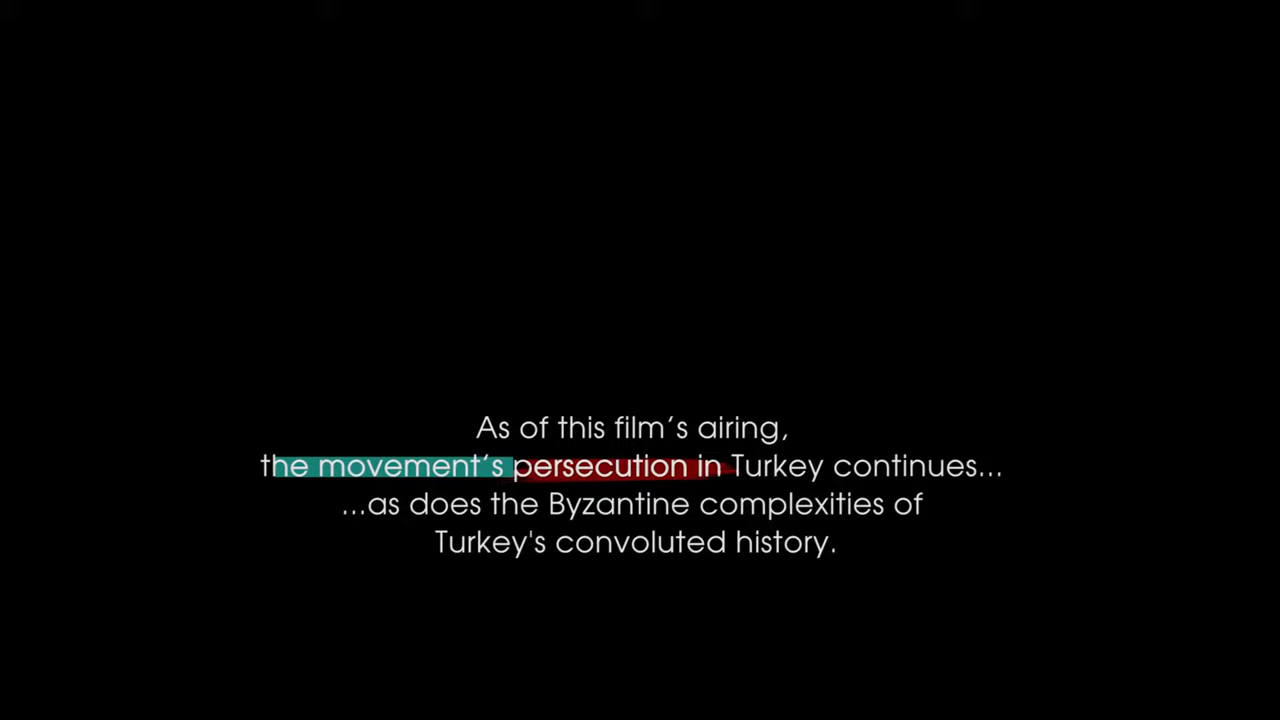 As of this film’s airing,
the movement’s persecution in Turkey continues...
...as does the Byzantine complexities of
Turkey's convoluted history.